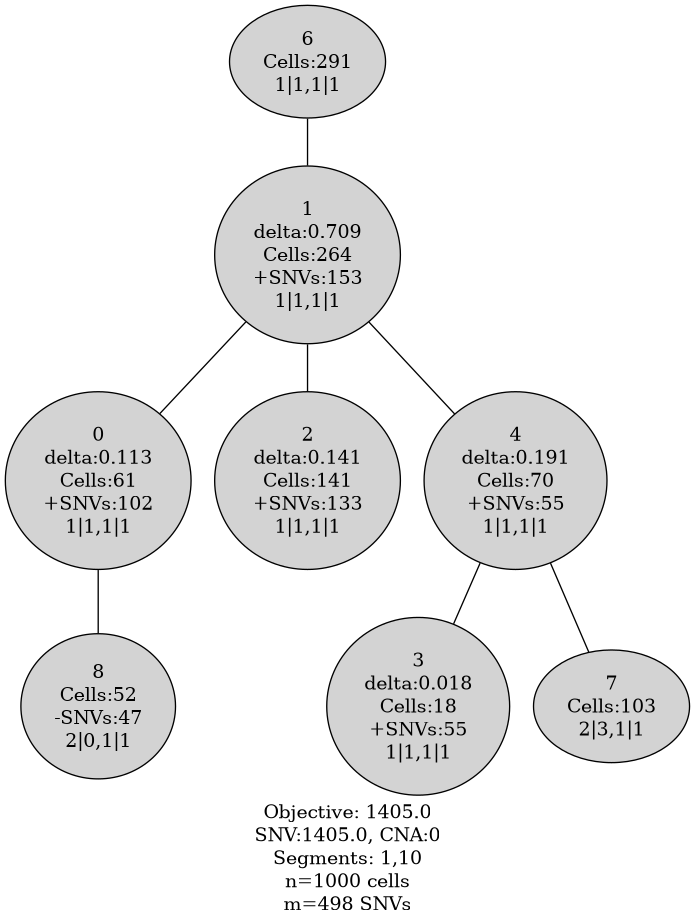 6
Cells:291
1|1,1|1
1
delta:0.709
Cells:264
+SNVs:153
1|1,1|1
0
delta:0.113
Cells:61
+SNVs:102
1|1,1|1
2
delta:0.141
Cells:141
+SNVs:133
1|1,1|1
4
delta:0.191
Cells:70
+SNVs:55
1|1,1|1
8
Cells:52
-SNVs:47
2|0,1|1
3
delta:0.018
Cells:18
+SNVs:55
1|1,1|1
7
Cells:103
2|3,1|1
Objective: 1405.0
SNV:1405.0, CNA:0
Segments: 1,10
n=1000 cells
m=498 SNVs